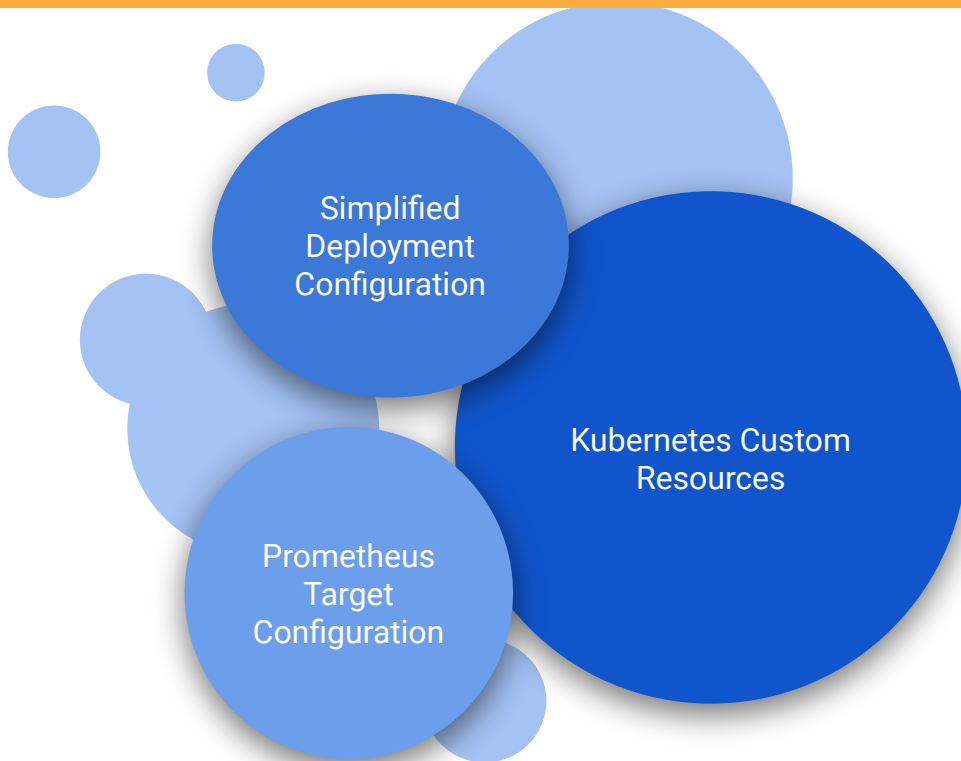 Simplified
Deployment
Configuration
Kubernetes Custom
Resources
Prometheus
Target
Configuration